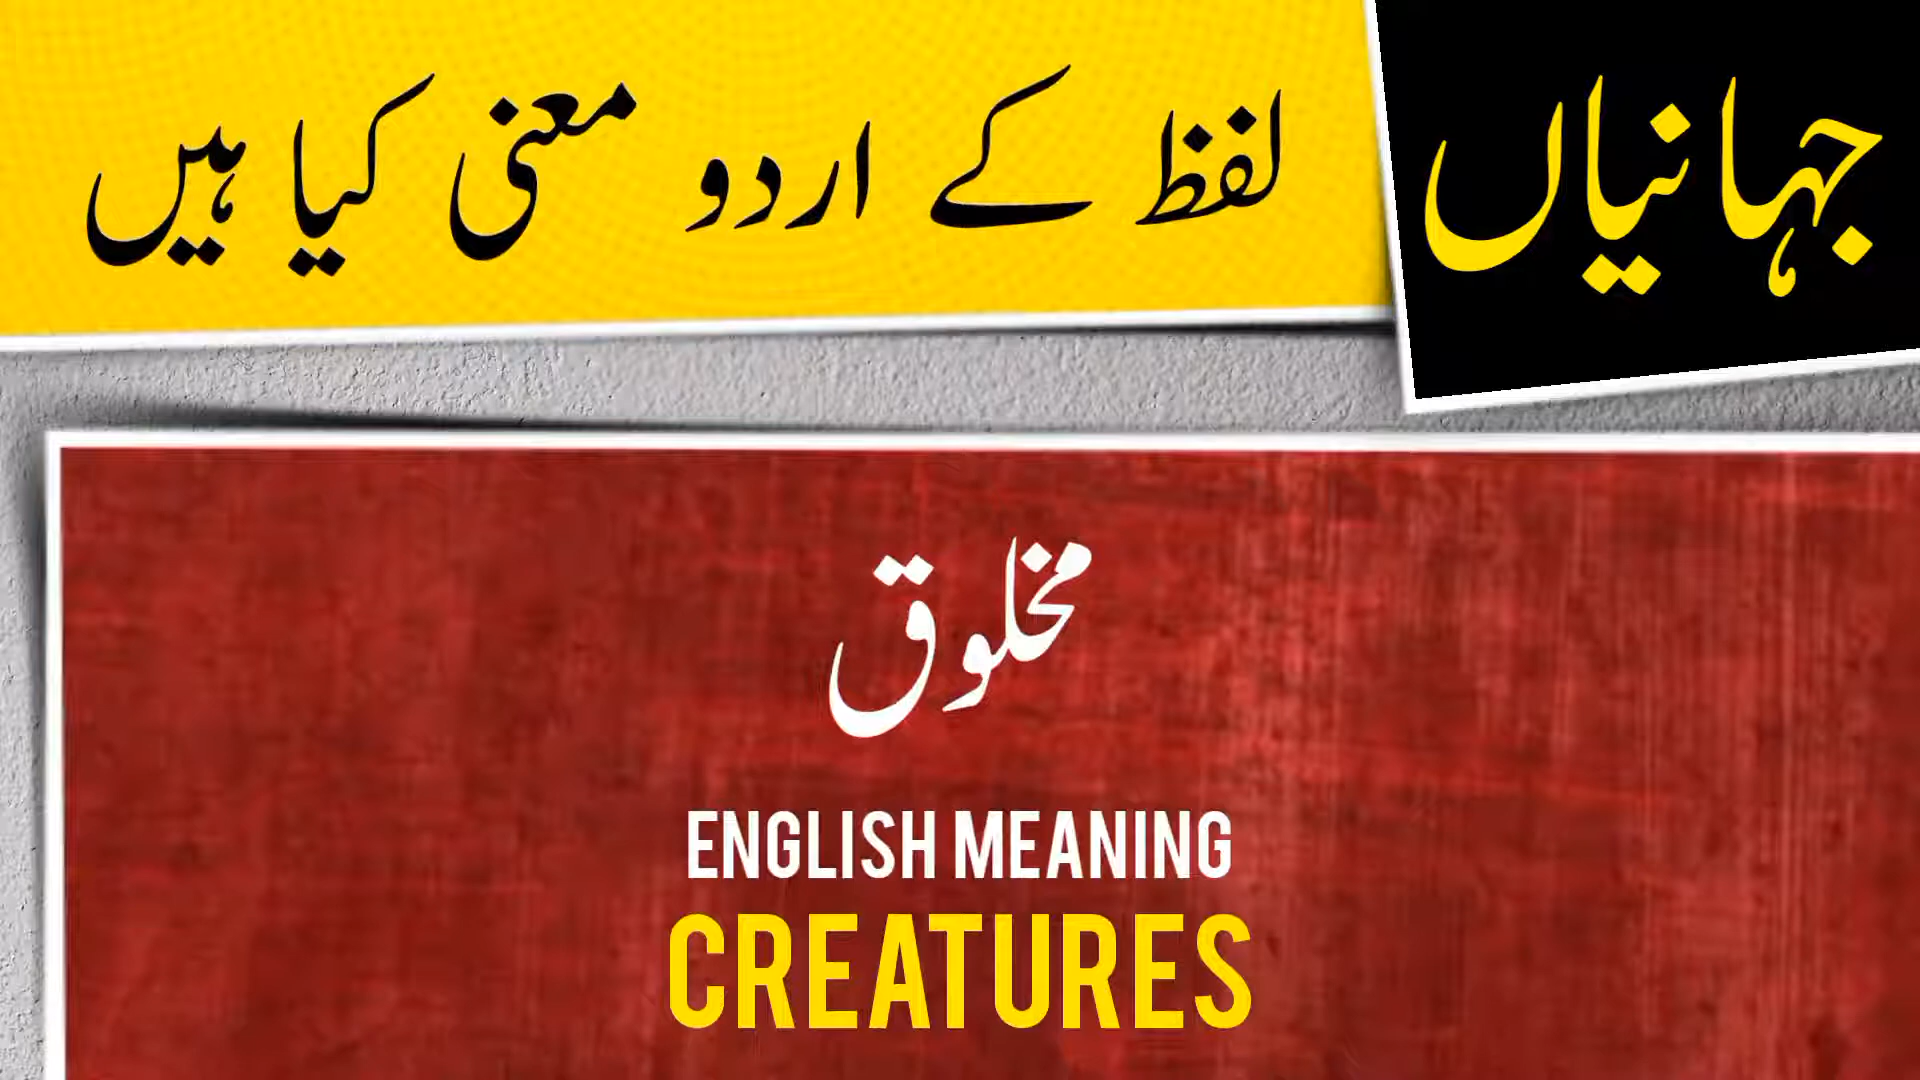 جہانیاں لفظ کے اردو معنی کیا ہیں
مخلوق
ENGLISH MEANING
CREATURES